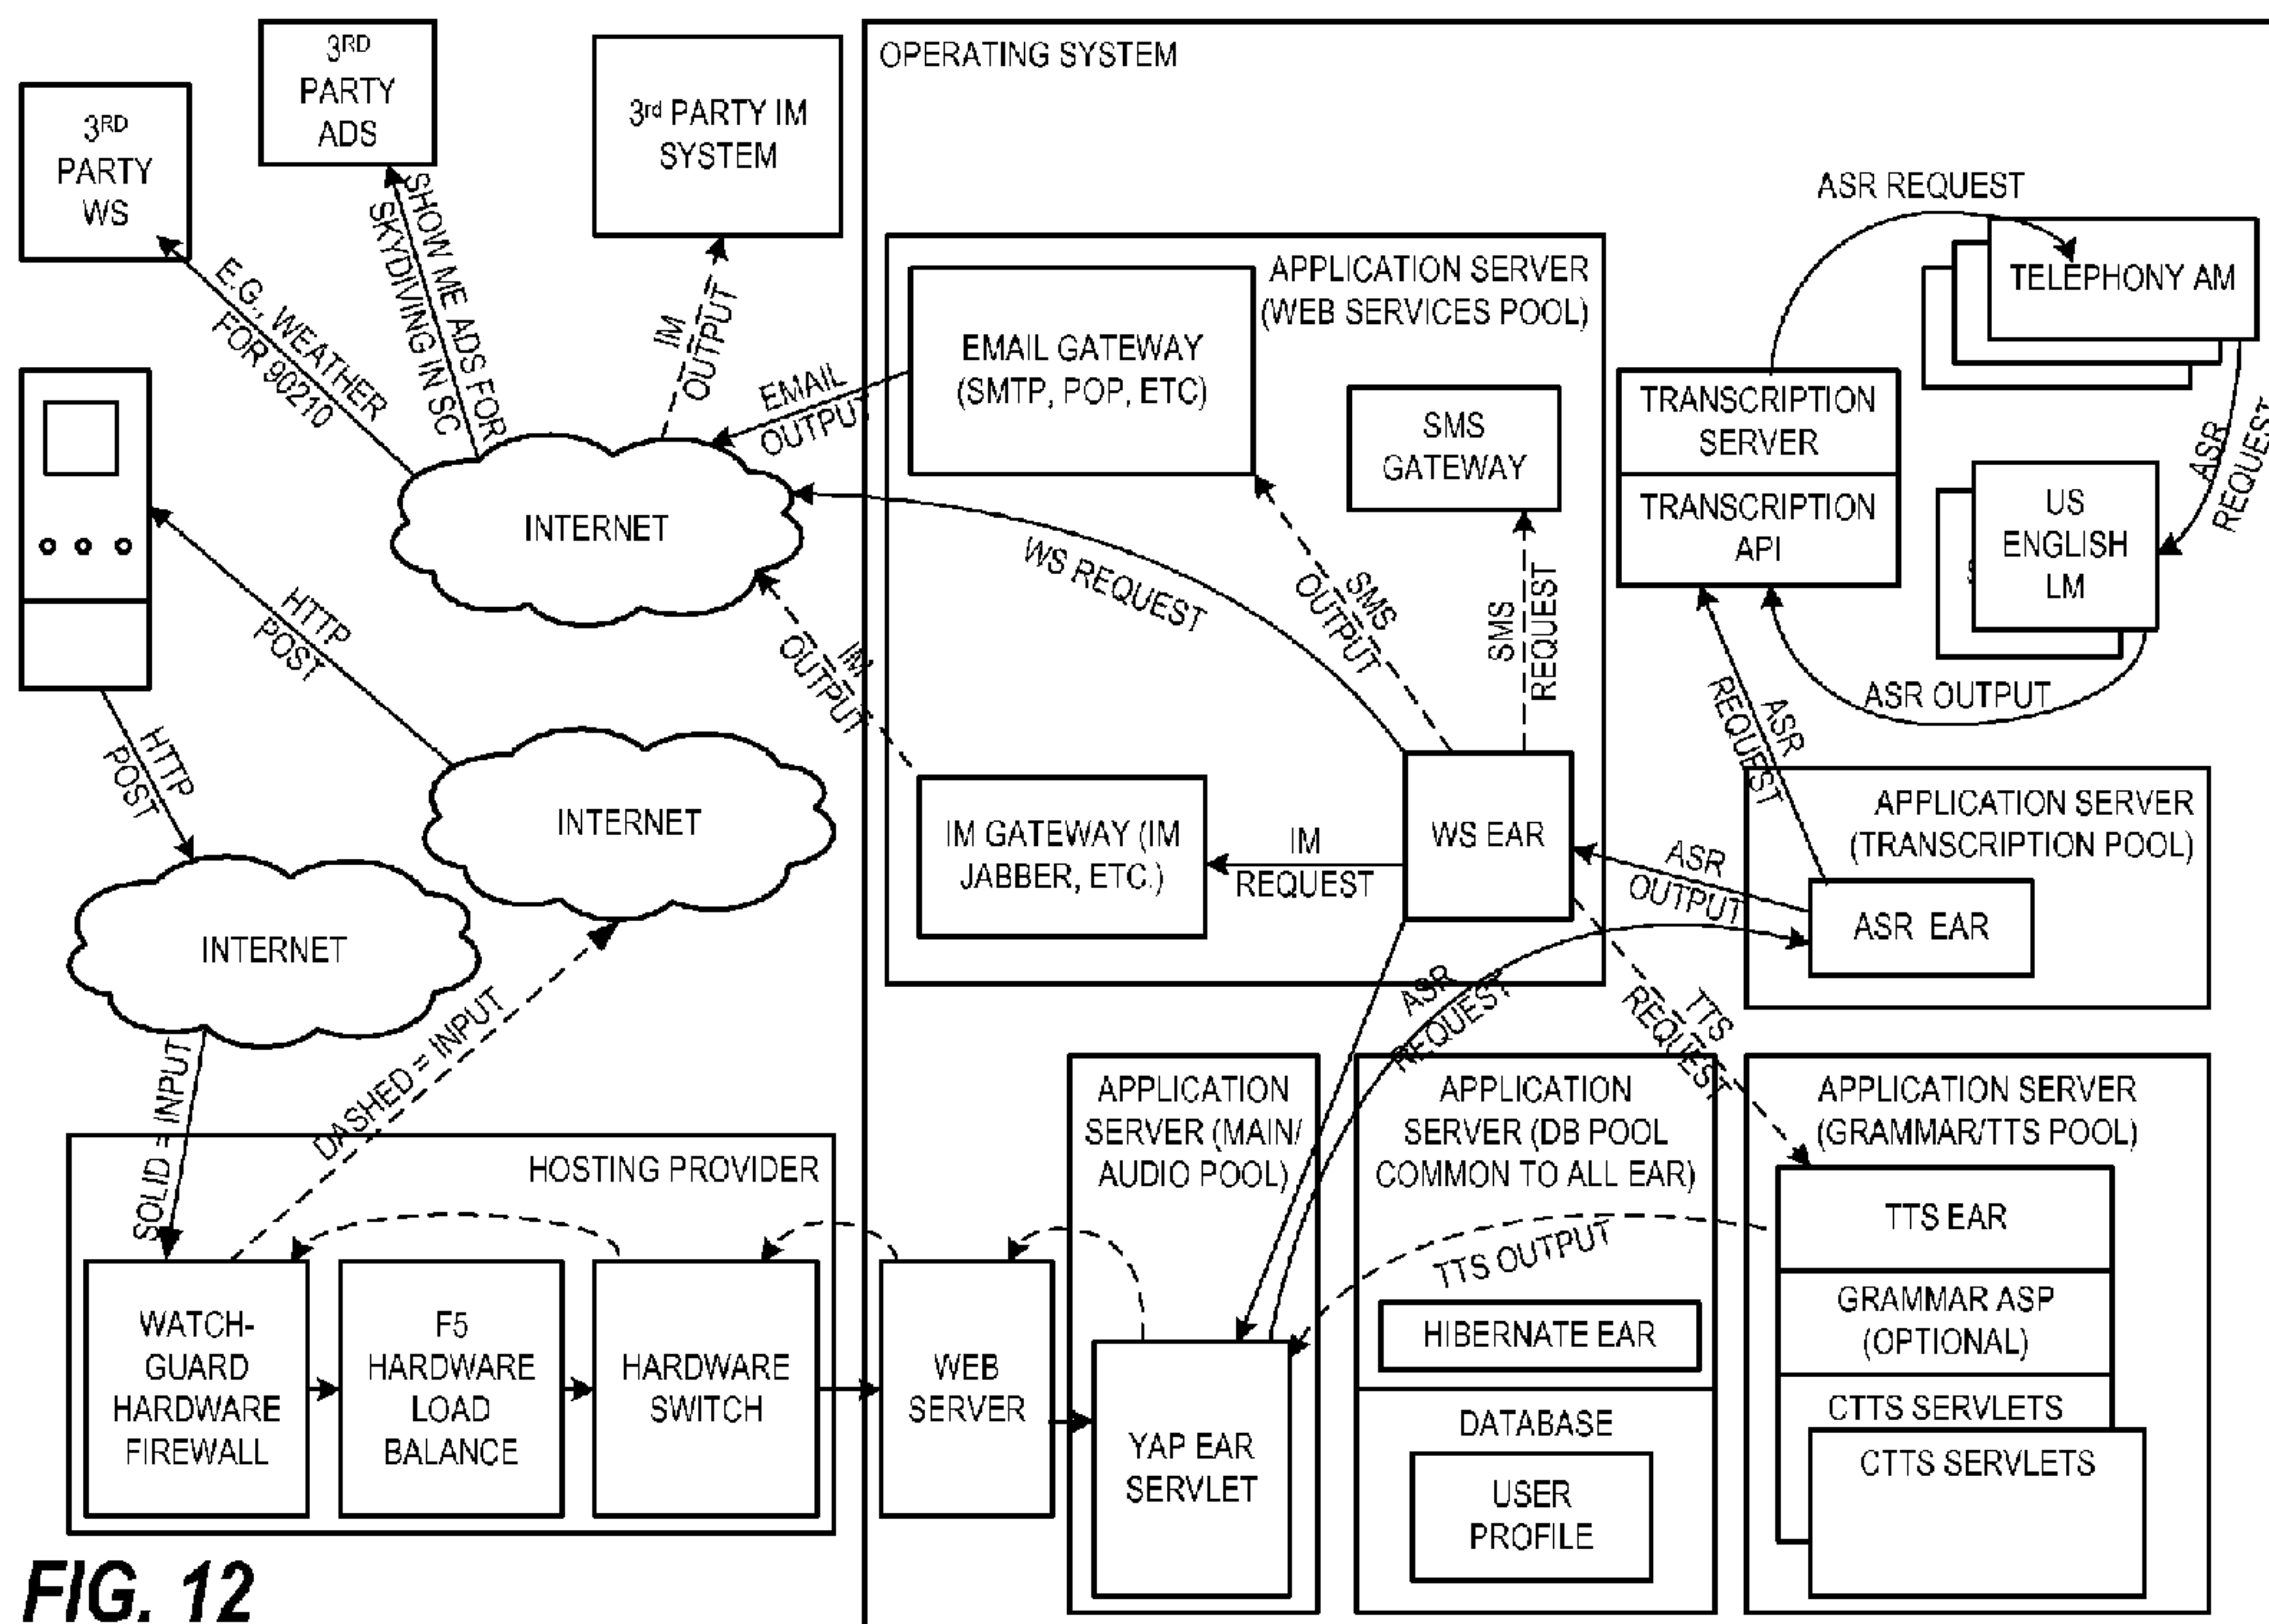 3RD
PARTY
WS
3RD
PARTY
ADS
3rd PARTY IM
SYSTEM
OPERATING SYSTEM
E.G., WEATHER
FOR 90210
SHOW ME ADS FOR
SKYDIVING IN SC
IM
OUTPUT
EMAIL
OUTPUT
INTERNET
HTTP
POST
HTTP
POST
INTERNET
INTERNET
IM
OUTPUT
WS REQUEST
APPLICATION SERVER
(WEB SERVICES POOL)
EMAIL GATEWAY
(SMTP, POP, ETC)
SMS
GATEWAY
SMS
OUTPUT
SMS
REQUEST
IM GATEWAY (IM
JABBER, ETC.)
IM
REQUEST
WS EAR
ASR REQUEST
TELEPHONY AM
TRANSCRIPTION
SERVER
TRANSCRIPTION
API
ASR
REQUEST
US
ENGLISH
LM
ASR OUTPUT
ASR
REQUEST
APPLICATION SERVER
(TRANSCRIPTION POOL)
ASR EAR
ASR
OUTPUT
ASR
REQUEST
TTS
REQUEST
SOLID = INPUT
DASHED = INPUT
HOSTING PROVIDER
WATCH-
GUARD
HARDWARE
FIREWALL
F5
HARDWARE
LOAD
BALANCE
HARDWARE
SWITCH
WEB
SERVER
APPLICATION
SERVER (MAIN/
AUDIO POOL)
YAP EAR
SERVLET
APPLICATION
SERVER (DB POOL
COMMON TO ALL EAR)
TTS OUTPUT
HIBERNATE EAR
DATABASE
USER
PROFILE
APPLICATION SERVER
(GRAMMAR/TTS POOL)
TTS EAR
GRAMMAR ASP
(OPTIONAL)
CTTS SERVLETS
CTTS SERVLETS
FIG. 12